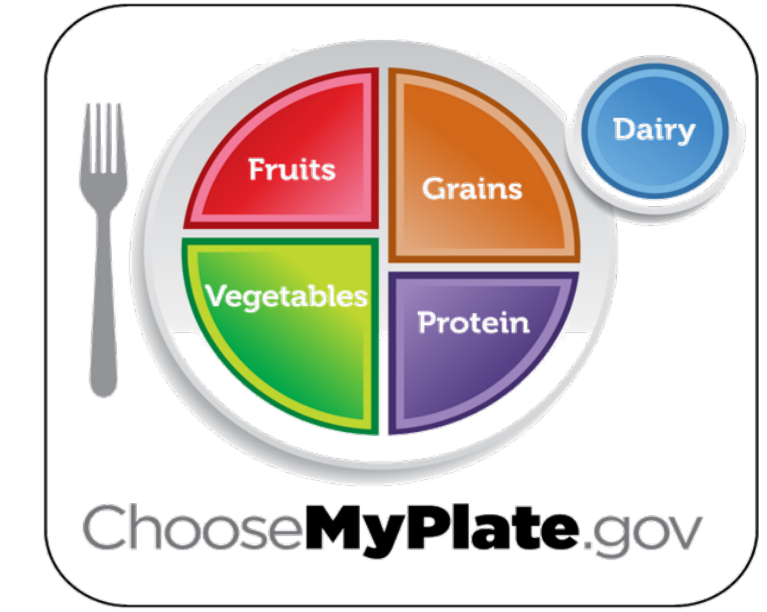 Fruits
Grains
Dairy
Vegetables
Protein
ChooseMyPlate.gov